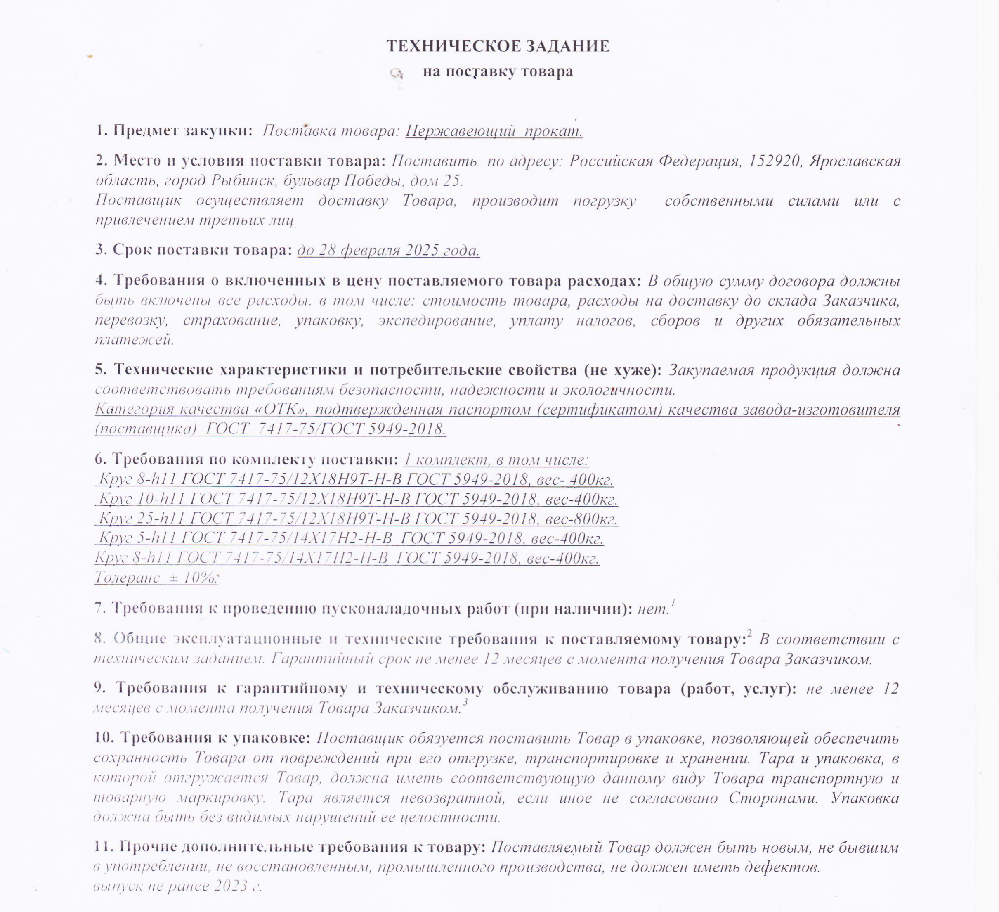 ТЕХНИЧЕСКОЕ ЗАДАНИЕ
на поставку товара
1. Предмет закупки: Поставка товара: Нержавеющий прокат.
2. Место и условия поставки товара: Поставить по адресу: Российская Федерация, 152920, Ярославская
область, город Рыбинск, бульвар Победы, дом 25.
Поставщик осуществляет доставку Товара, производит погрузку собственными силами или с
привлечением третьих лиц
3. Срок поставки товара: до 28 февраля 2025 года.
4. Требования о включенных в цену поставляемого товара расходах: В общую сумму договора должны
быть включены все расходы. в том числе: стоимость товара, расходы на доставку до склада Заказчика,
перевозку, страхование, упаковку, экспедирование, уплату налогов, сборов и других обязательных
платежей.
5. Технические характеристики и потребительские свойства (не хуже): Закупаемая продукция должна
соответствовать требованиям безопасности, надежности и экологичности.
Категория качества «ОТК», подтвержденная паспортом (сертификатом) качества завода-изготовителя
(поставщика) ГОСТ 7417-75/ГОСТ 5949-2018.
6. Требования по комплекту поставки: 1 комплект, в том числе:
Круг 8-h11 ГОСТ 7417-75/12Х18Н9Т-Н-В ГОСТ 5949-2018, вес- 400кг.
Круг 10-h11 ГОСТ 7417-75/12Х18Н9Т-Н-В ГОСТ 5949-2018, вес-400кг.
Круг 25-h11 ГОСТ 7417-75/12Х18Н9Т-Н-В ГОСТ 5949-2018, вес-800кг.
Круг 5-h11 ГОСТ 7417-75/14Х17Н2-Н-В ГОСТ 5949-2018, вес-400кг.
Круг 8-h11 ГОСТ 7417-75/14Х17Н2-Н-В ГОСТ 5949-2018, вес-400кг.
Толеранс ± 10%.
7. Требования к проведению пусконаладочных работ (при наличии): нет.¹
8. Общие эксплуатационные и технические требования к поставляемому товару:² В соответствии с
техническим заданием. Гарантийный срок не менее 12 месяцев с момента получения Товара Заказчиком.
9. Требования к гарантийному и техническому обслуживанию товара (работ, услуг): не менее 12
месяцев с момента получения Товара Заказчиком.³
10. Требования к упаковке: Поставщик обязуется поставить Товар в упаковке, позволяющей обеспечить
сохранность Товара от повреждений при его отгрузке, транспортировке и хранении. Тара и упаковка, в
которой отгружается Товар, должна иметь соответствующую данному виду Товара транспортную и
товарную маркировку. Тара является невозвратной, если иное не согласовано Сторонами. Упаковка
должна быть без видимых нарушений ее целостности.
11. Прочие дополнительные требования к товару: Поставляемый Товар должен быть новым, не бывшим
в употреблении, не восстановленным, промышленного производства, не должен иметь дефектов.
выпуск не ранее 2023 г.